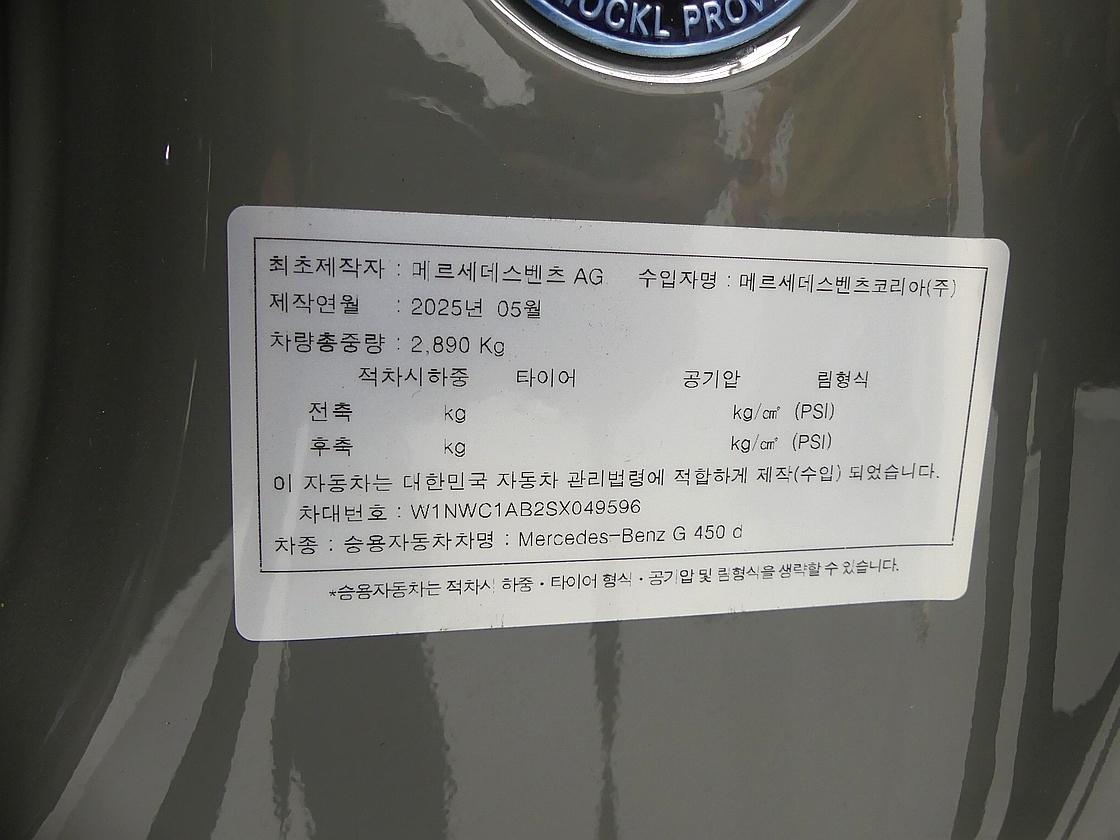 OCKL PROV
최초제작자 : 메르세데스벤츠 AG 수입자명 : 메르세데스벤츠코리아(주)
제작연월 : 2025년 05월
차량총중량 : 2,890 Kg
적차시하중 타이어 공기압 림형식
전축 kg kg/㎠ (PSI)
후축 kg kg/㎠ (PSI)
이 자동차는 대한민국 자동차 관리법령에 적합하게 제작(수입) 되었습니다.
차대번호 : W1NWC1AB2SX049596
차종 : 승용자동차차명 : Mercedes-Benz G 450 d
*승용자동차는 적차시 하중・타이어 형식・공기압 및 림형식을 생략할 수 있습니다.